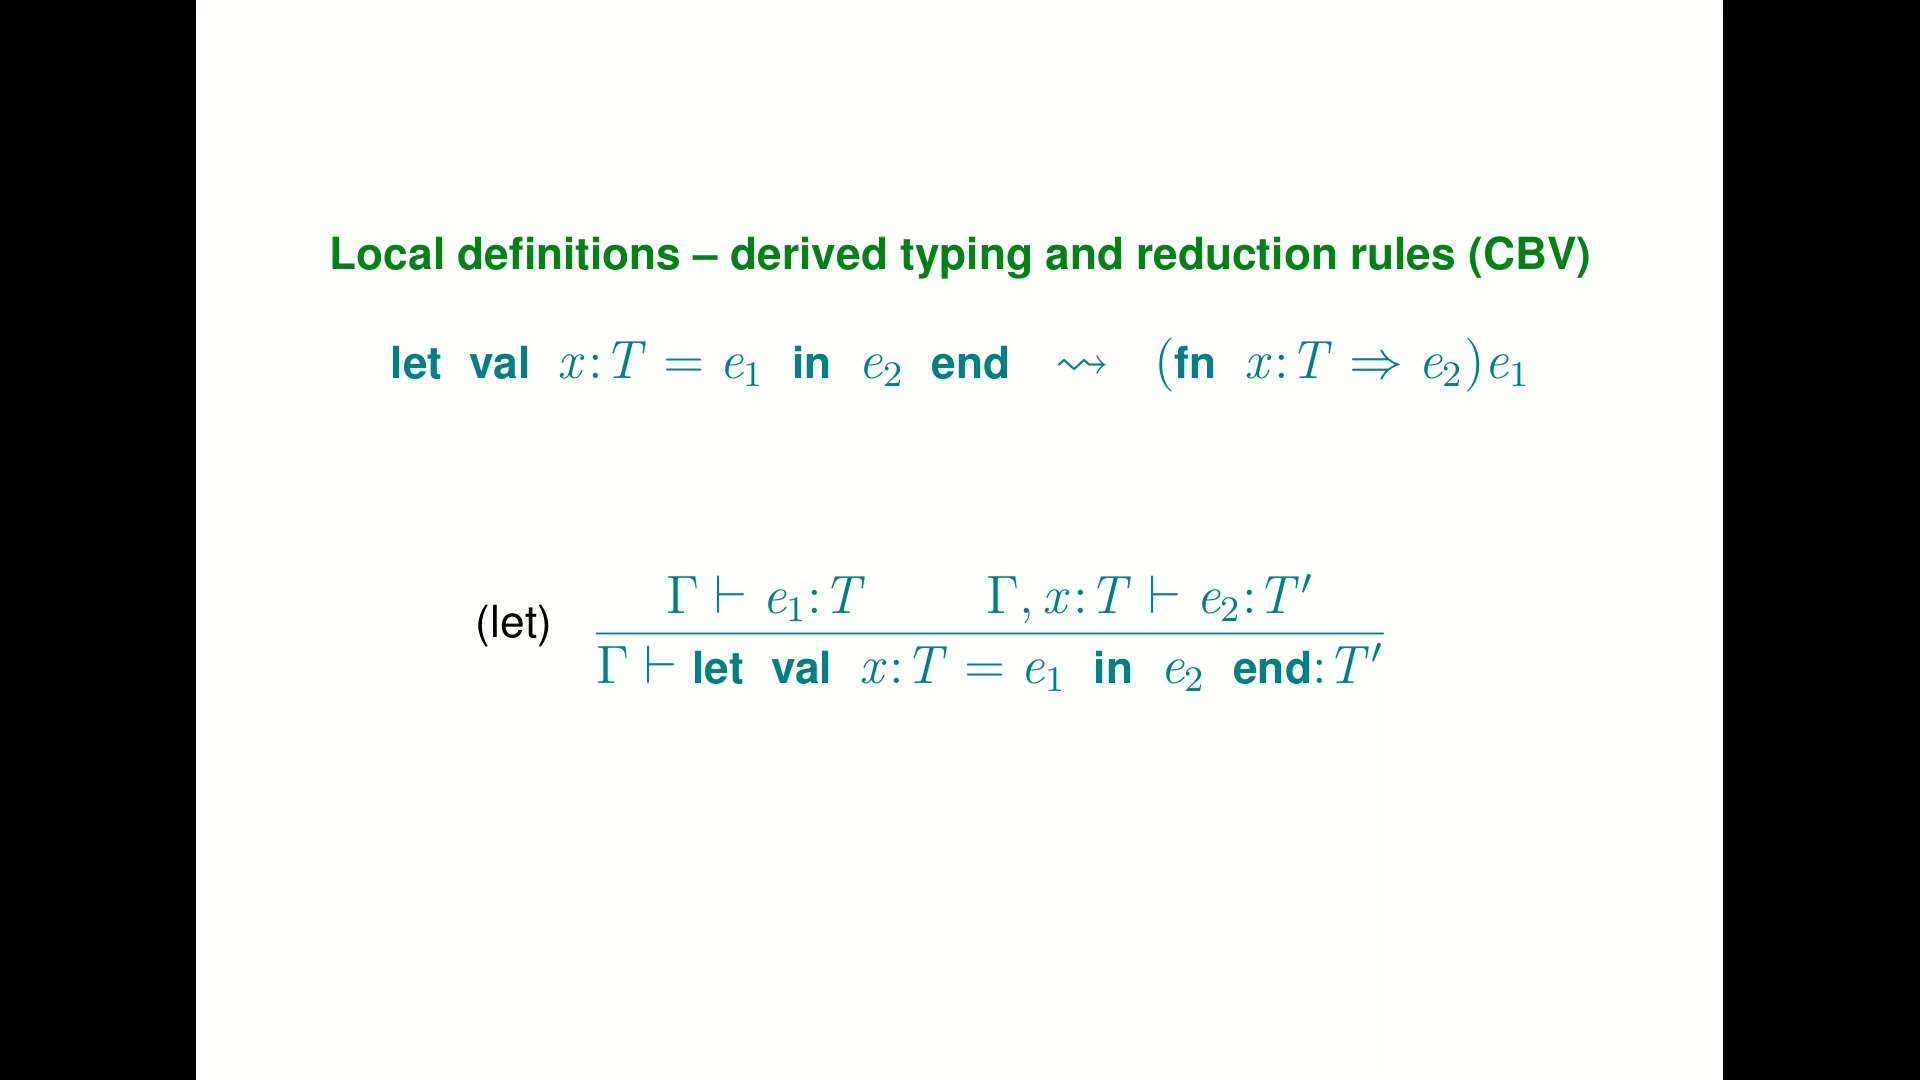 Local definitions – derived typing and reduction rules (CBV)
let val x:T = e₁ in e₂ end ⇝ (fn x:T ⇒ e₂)e₁
Γ ⊢ e₁:T Γ, x:T ⊢ e₂:T′
(let)
Γ ⊢ let val x:T = e₁ in e₂ end:T′